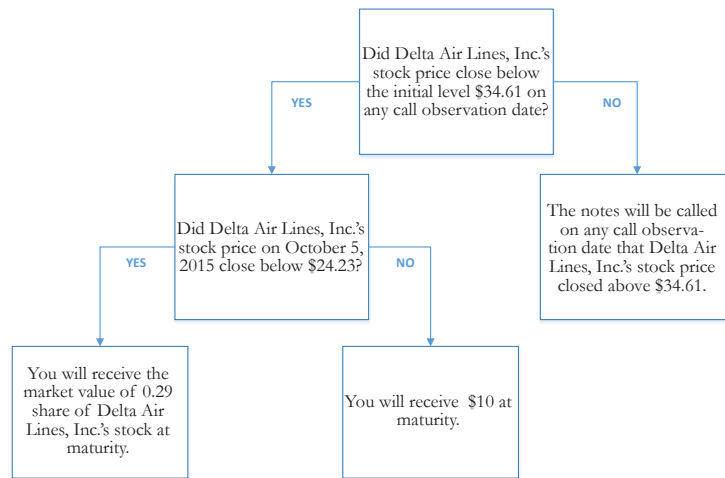 Did Delta Air Lines, Inc.'s
stock price close below
the initial level $34.61 on
any call observation date?
YES
NO
Did Delta Air Lines, Inc.'s
stock price on October 5,
2015 close below $24.23?
The notes will be called
on any call observa-
tion date that Delta Air
Lines, Inc.'s stock price
closed above $34.61.
YES
NO
You will receive the
market value of 0.29
share of Delta Air
Lines, Inc.'s stock at
maturity.
You will receive $10 at
maturity.